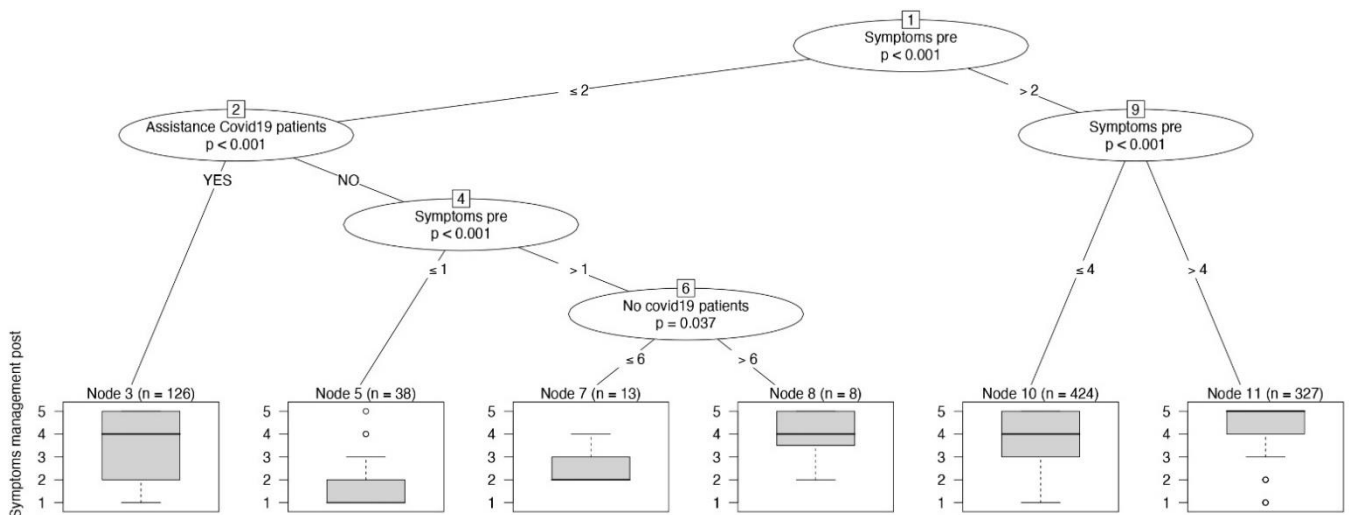 1
Symptoms pre
p < 0.001
≤ 2
> 2
2
Assistance Covid19 patients
p < 0.001
9
Symptoms pre
p < 0.001
YES
NO
4
Symptoms pre
p < 0.001
≤ 1
> 1
≤ 4
> 4
6
No covid19 patients
p = 0.037
≤ 6
> 6
Symptoms management post
Node 3 (n = 126)
5
4
3
2
1
Node 5 (n = 38)
5
4
3
2
1
Node 7 (n = 13)
5
4
3
2
1
Node 8 (n = 8)
5
4
3
2
1
Node 10 (n = 424)
5
4
3
2
1
Node 11 (n = 327)
5
4
3
2
1